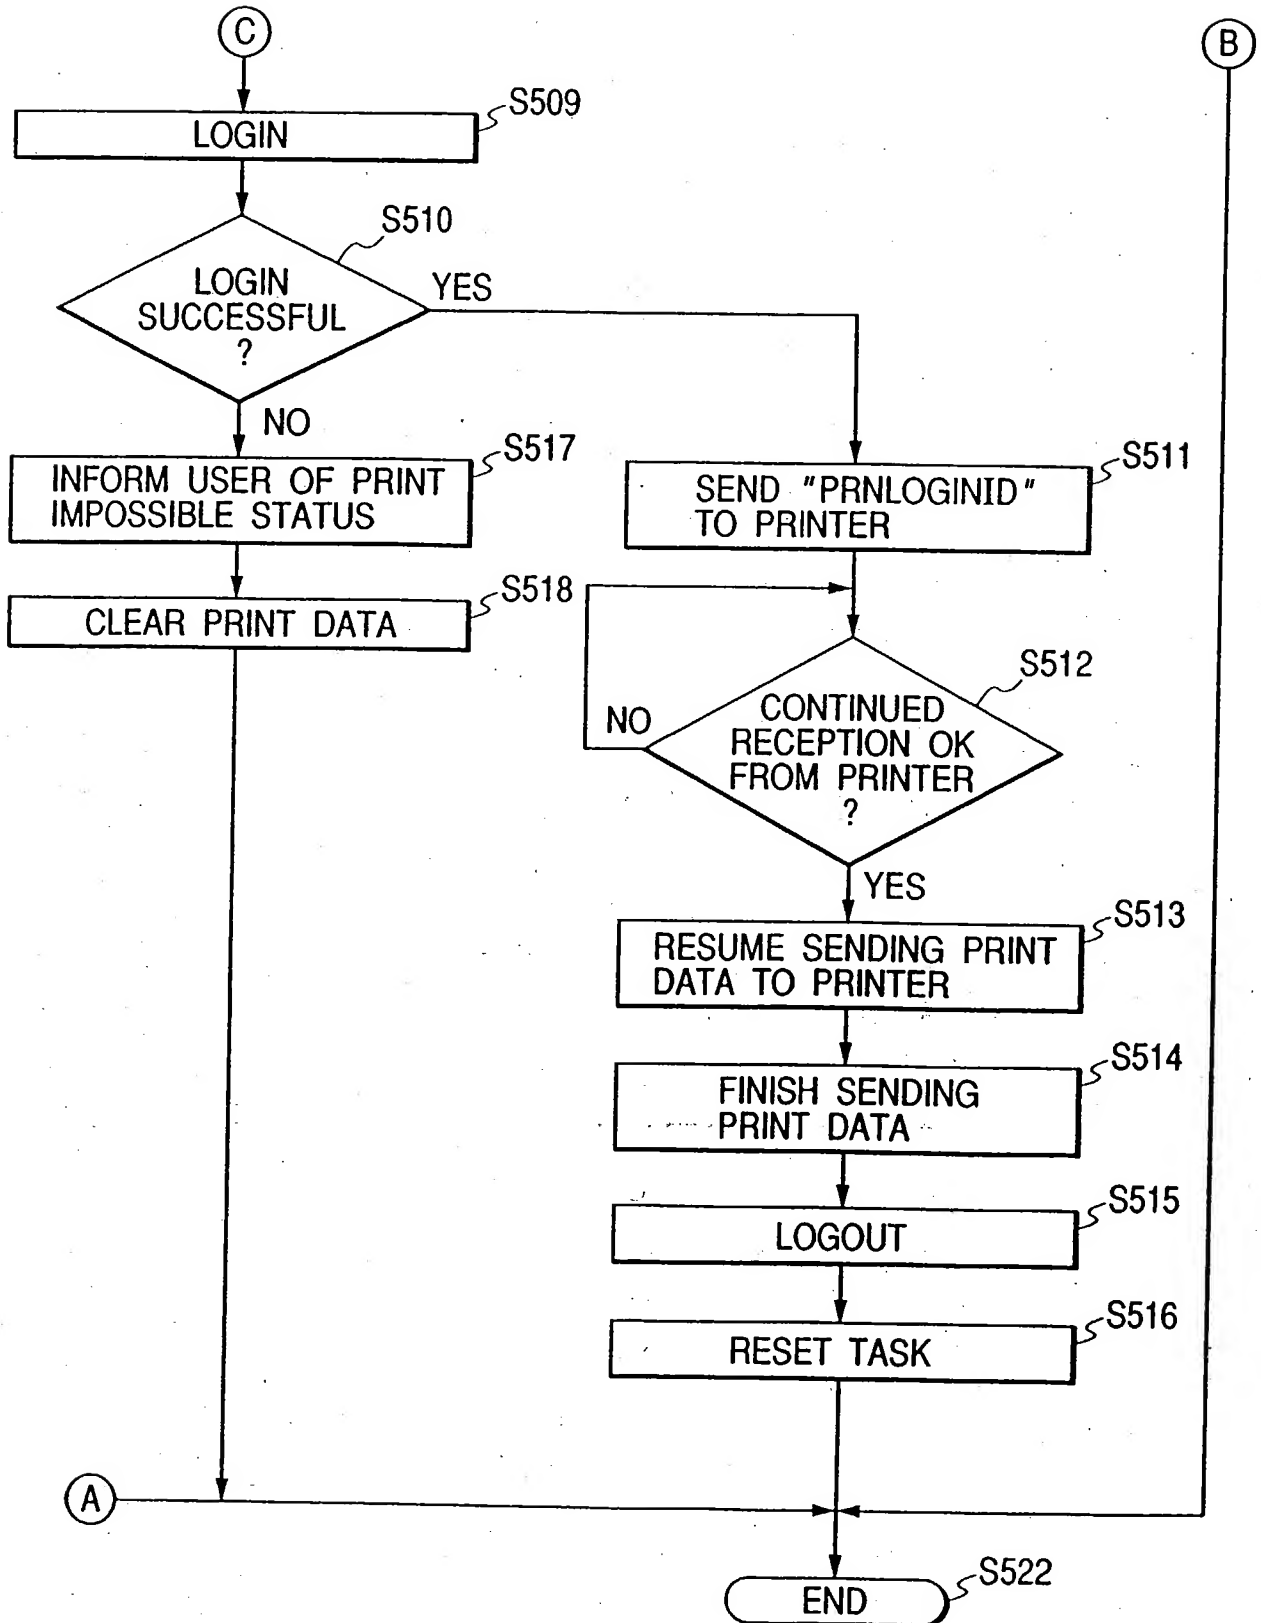 C
B
S509
LOGIN
S510
LOGIN
SUCCESSFUL
?
YES
NO
S517
INFORM USER OF PRINT
IMPOSSIBLE STATUS
S518
CLEAR PRINT DATA
S511
SEND "PRNLOGINID"
TO PRINTER
S512
CONTINUED
RECEPTION OK
FROM PRINTER
?
NO
YES
S513
RESUME SENDING PRINT
DATA TO PRINTER
S514
FINISH SENDING
PRINT DATA
S515
LOGOUT
S516
RESET TASK
A
S522
END